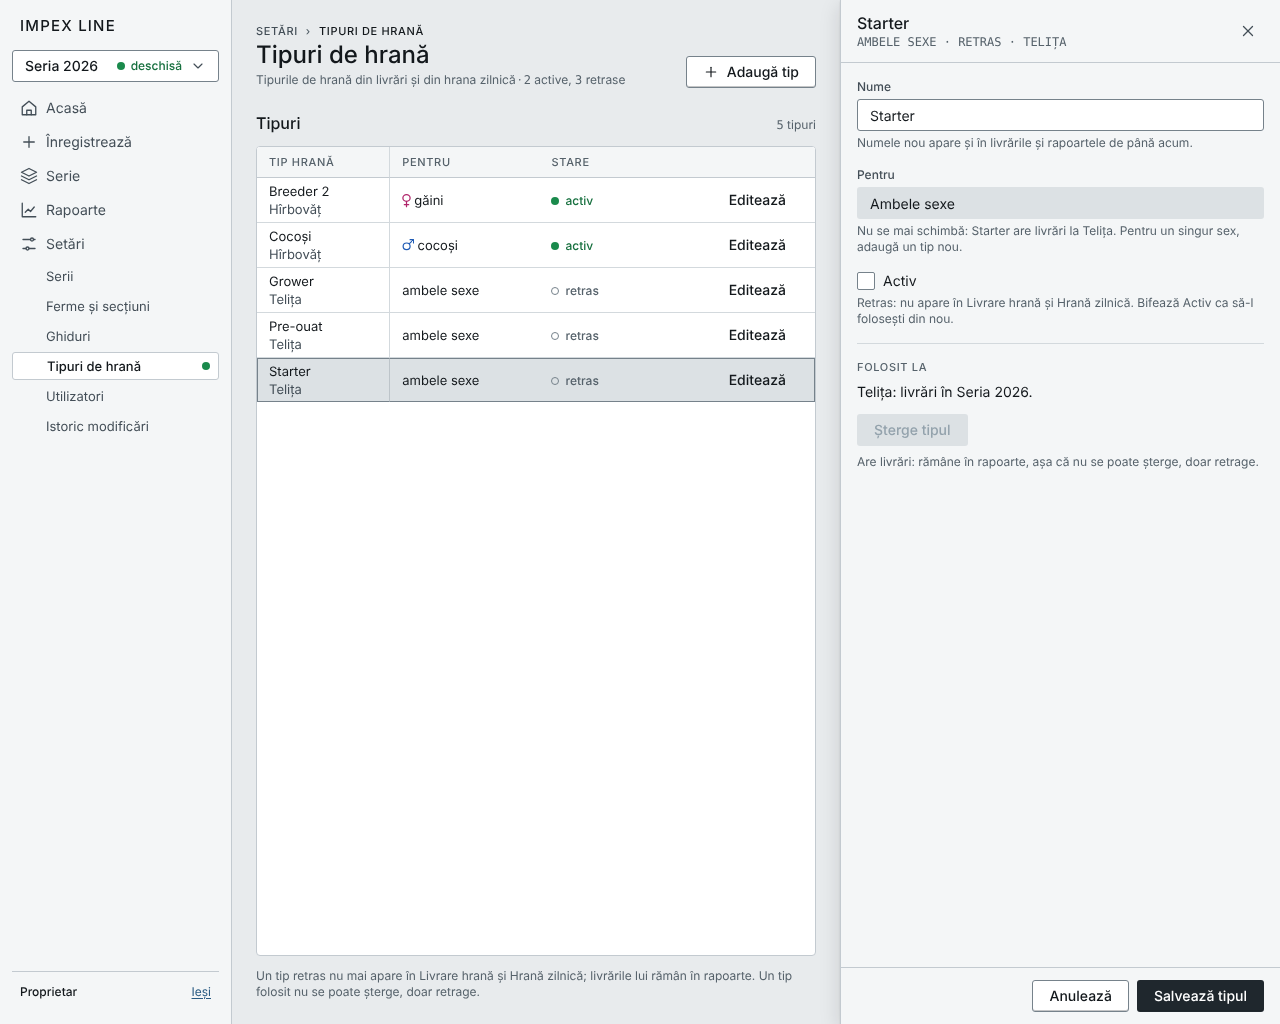 IMPEX LINE
Seria 2026
deschisă
Acasă
Înregistrează
Serie
Rapoarte
Setări
Serii
Ferme și secțiuni
Ghiduri
Tipuri de hrană
Utilizatori
Istoric modificări
Proprietar
Ieși
SETĂRI › TIPURI DE HRANĂ
Tipuri de hrană
Tipurile de hrană din livrări și din hrana zilnică · 2 active, 3 retrase
Adaugă tip
Tipuri
5 tipuri
TIP HRANĂ PENTRU STARE
Breeder 2
Hîrbovăț
♀ găini activ Editează
Cocoși
Hîrbovăț
♂ cocoși activ Editează
Grower
Telița
ambele sexe retras Editează
Pre-ouat
Telița
ambele sexe retras Editează
Starter
Telița
ambele sexe retras Editează
Un tip retras nu mai apare în Livrare hrană și Hrană zilnică; livrările lui rămân în rapoarte. Un tip
folosit nu se poate șterge, doar retrage.
Starter
AMBELE SEXE · RETRAS · TELIȚA
Nume
Starter
Numele nou apare și în livrările și rapoartele de până acum.
Pentru
Ambele sexe
Nu se mai schimbă: Starter are livrări la Telița. Pentru un singur sex,
adaugă un tip nou.
Activ
Retras: nu apare în Livrare hrană și Hrană zilnică. Bifează Activ ca să-l
folosești din nou.
FOLOSIT LA
Telița: livrări în Seria 2026.
Șterge tipul
Are livrări: rămâne în rapoarte, așa că nu se poate șterge, doar retrage.
Anulează
Salvează tipul